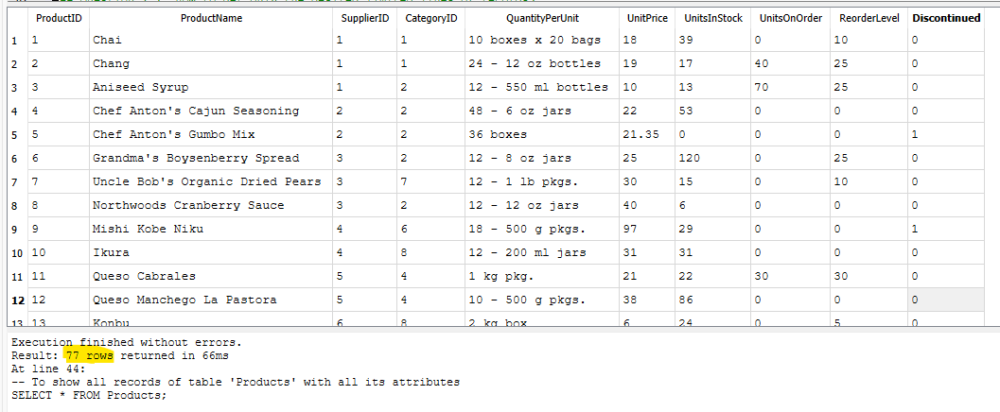 ProductID ProductName SupplierID CategoryID QuantityPerUnit UnitPrice UnitsInStock UnitsOnOrder ReorderLevel Discontinued
1 1 Chai 1 1 10 boxes x 20 bags 18 39 0 10 0
2 2 Chang 1 1 24 - 12 oz bottles 19 17 40 25 0
3 3 Aniseed Syrup 1 2 12 - 550 ml bottles 10 13 70 25 0
4 4 Chef Anton's Cajun Seasoning 2 2 48 - 6 oz jars 22 53 0 0 0
5 5 Chef Anton's Gumbo Mix 2 2 36 boxes 21.35 0 0 0 1
6 6 Grandma's Boysenberry Spread 3 2 12 - 8 oz jars 25 120 0 25 0
7 7 Uncle Bob's Organic Dried Pears 3 7 12 - 1 lb pkgs. 30 15 0 10 0
8 8 Northwoods Cranberry Sauce 3 2 12 - 12 oz jars 40 6 0 0 0
9 9 Mishi Kobe Niku 4 6 18 - 500 g pkgs. 97 29 0 0 1
10 10 Ikura 4 8 12 - 200 ml jars 31 31 0 0 0
11 11 Queso Cabrales 5 4 1 kg pkg. 21 22 30 30 0
12 12 Queso Manchego La Pastora 5 4 10 - 500 g pkgs. 38 86 0 0 0
13 13 Konbu 6 8 2 kg box 6 24 0 5 0
Execution finished without errors.
Result: 77 rows returned in 66ms
At line 44:
-- To show all records of table 'Products' with all its attributes
SELECT * FROM Products;